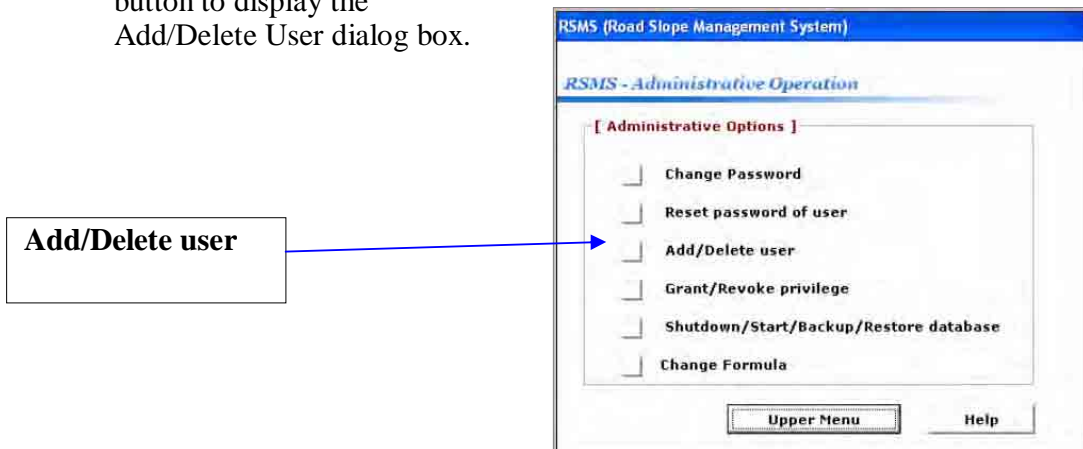 button to display the
Add/Delete User dialog box.
RSMS (Road Slope Management System)
RSMS - Administrative Operation
[ Administrative Options ]
Change Password
Reset password of user
Add/Delete user
Add/Delete user
Grant/Revoke privilege
Shutdown/Start/Backup/Restore database
Change Formula
Upper Menu
Help